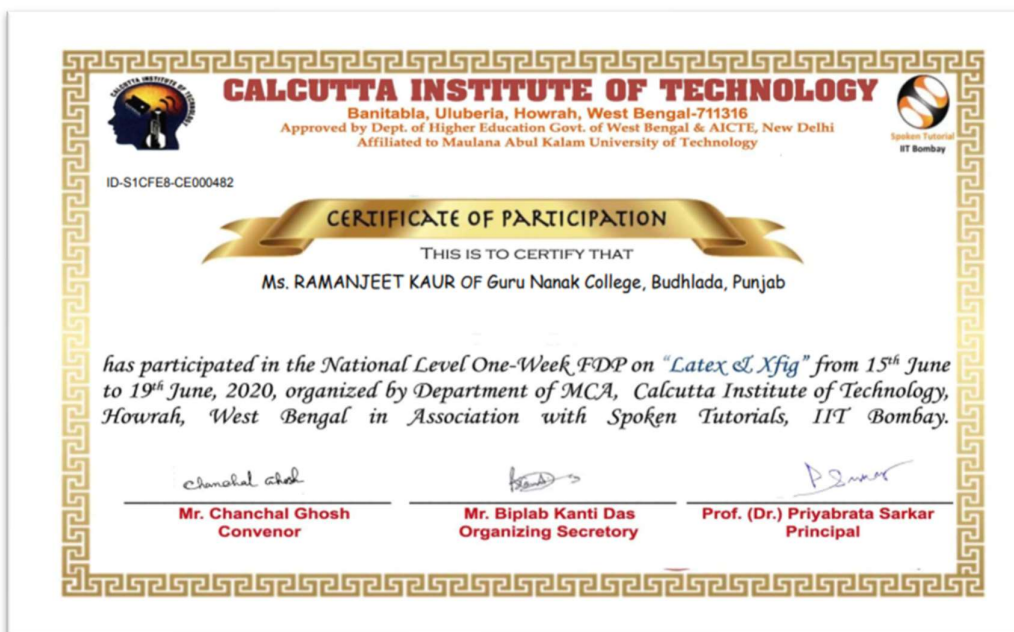 CALCUTTA INSTITUTE OF TECHNOLOGY
CALCUTTA INSTITUTE OF TECHNOLOGY
Banitabla, Uluberia, Howrah, West Bengal-711316
Approved by Dept. of Higher Education Govt. of West Bengal & AICTE, New Delhi
Affiliated to Maulana Abul Kalam University of Technology
Spoken Tutorial
IIT Bombay
ID-S1CFE8-CE000482
CERTIFICATE OF PARTICIPATION
THIS IS TO CERTIFY THAT
Ms. RAMANJEET KAUR OF Guru Nanak College, Budhlada, Punjab
has participated in the National Level One-Week FDP on “Latex & Xfig” from 15th June
to 19th June, 2020, organized by Department of MCA, Calcutta Institute of Technology,
Howrah, West Bengal in Association with Spoken Tutorials, IIT Bombay.
Chanchal Ghosh
Mr. Chanchal Ghosh
Convenor
Mr. Biplab Kanti Das
Organizing Secretory
Prof. (Dr.) Priyabrata Sarkar
Principal